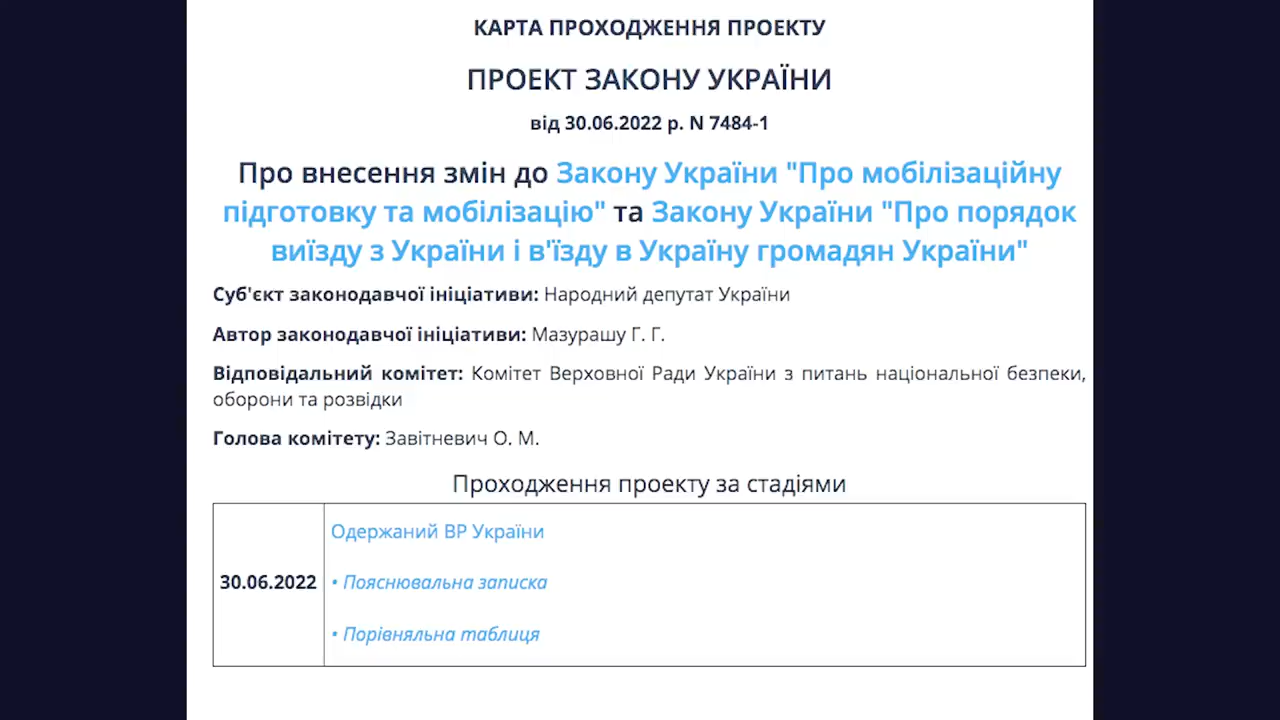 КАРТА ПРОХОДЖЕННЯ ПРОЕКТУ
ПРОЕКТ ЗАКОНУ УКРАЇНИ
від 30.06.2022 р. N 7484-1
Про внесення змін до Закону України "Про мобілізаційну
підготовку та мобілізацію" та Закону України "Про порядок
виїзду з України і в'їзду в Україну громадян України"
Суб'єкт законодавчої ініціативи: Народний депутат України
Автор законодавчої ініціативи: Мазурашу Г. Г.
Відповідальний комітет: Комітет Верховної Ради України з питань національної безпеки,
оборони та розвідки
Голова комітету: Завітневич О. М.
Проходження проекту за стадіями
Одержаний ВР України
30.06.2022 • Пояснювальна записка
• Порівняльна таблиця